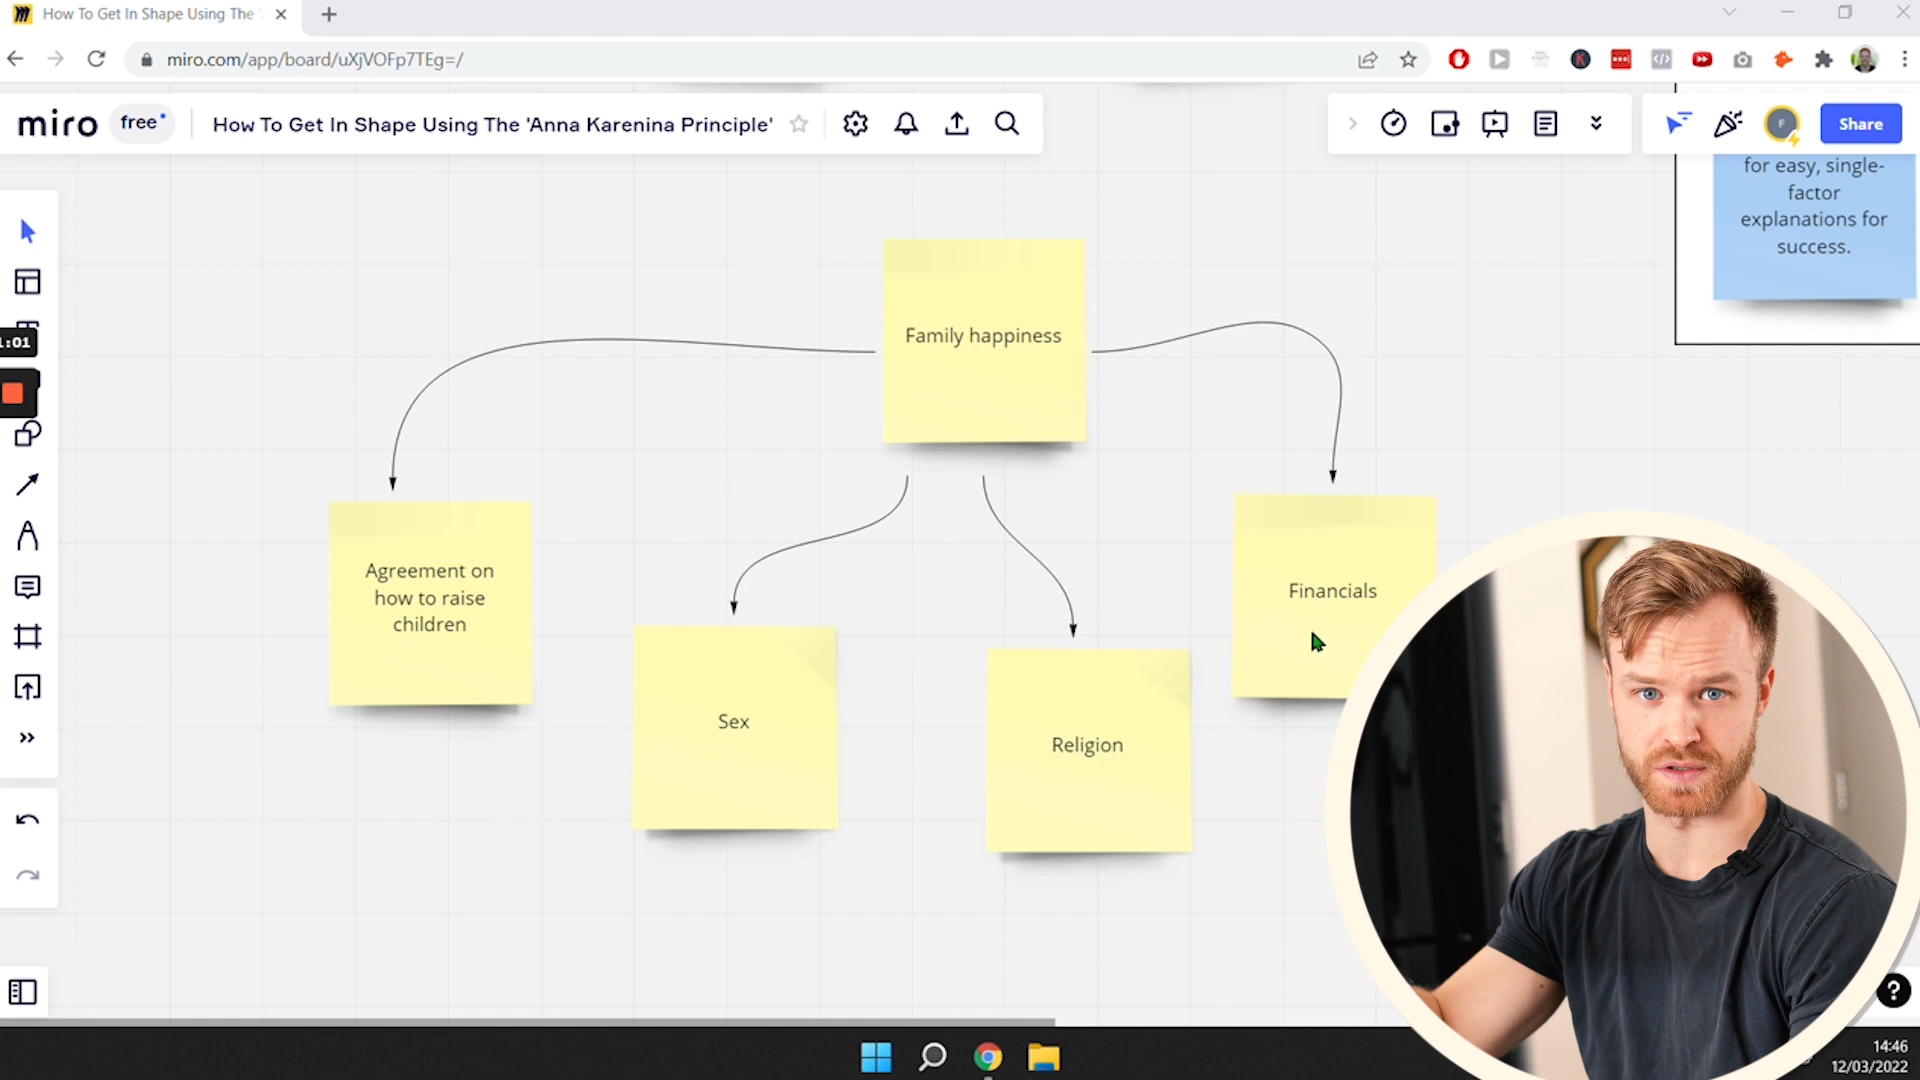 How To Get In Shape Using The '
miro.com/app/board/uXjVOFp7TEg=/
miro
free
How To Get In Shape Using The 'Anna Karenina Principle'
F
Share
for easy, single-
factor
explanations for
success.
1:01
Family happiness
Agreement on
how to raise
children
Sex
Religion
Financials
?
14:46
12/03/2022